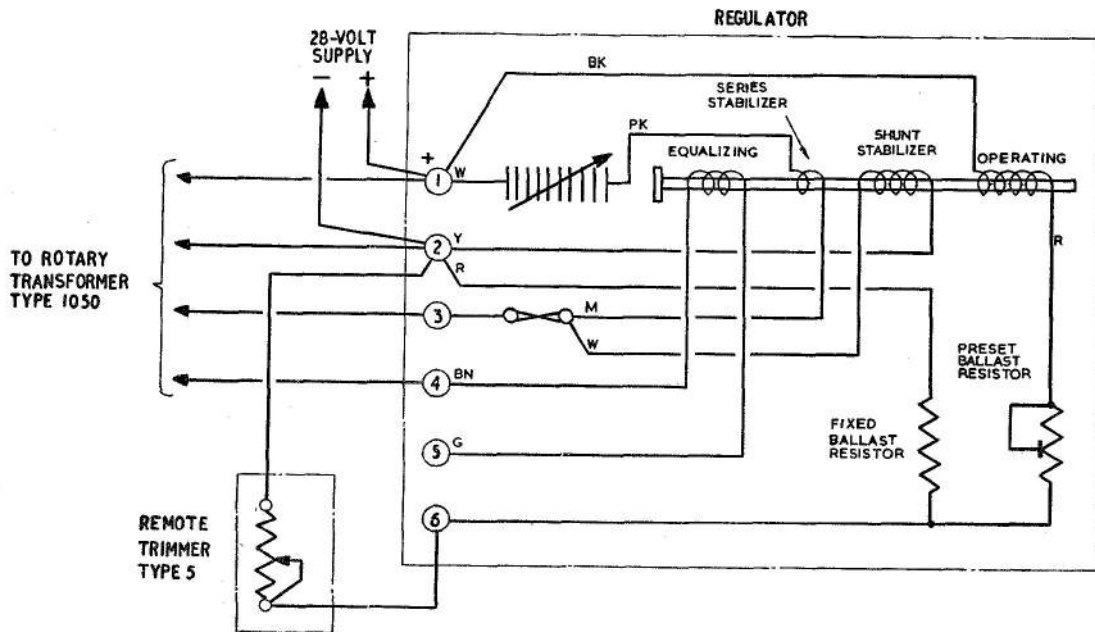 REGULATOR
28-VOLT
SUPPLY
− +
BK
SERIES
STABILIZER
PK
SHUNT
STABILIZER
EQUALIZING
OPERATING
+
1 W
2 Y
R
R
TO ROTARY
TRANSFORMER
TYPE 1050
3
M
W
4 BN
PRESET
BALLAST
RESISTOR
FIXED
BALLAST
RESISTOR
5 G
6
REMOTE
TRIMMER
TYPE 5